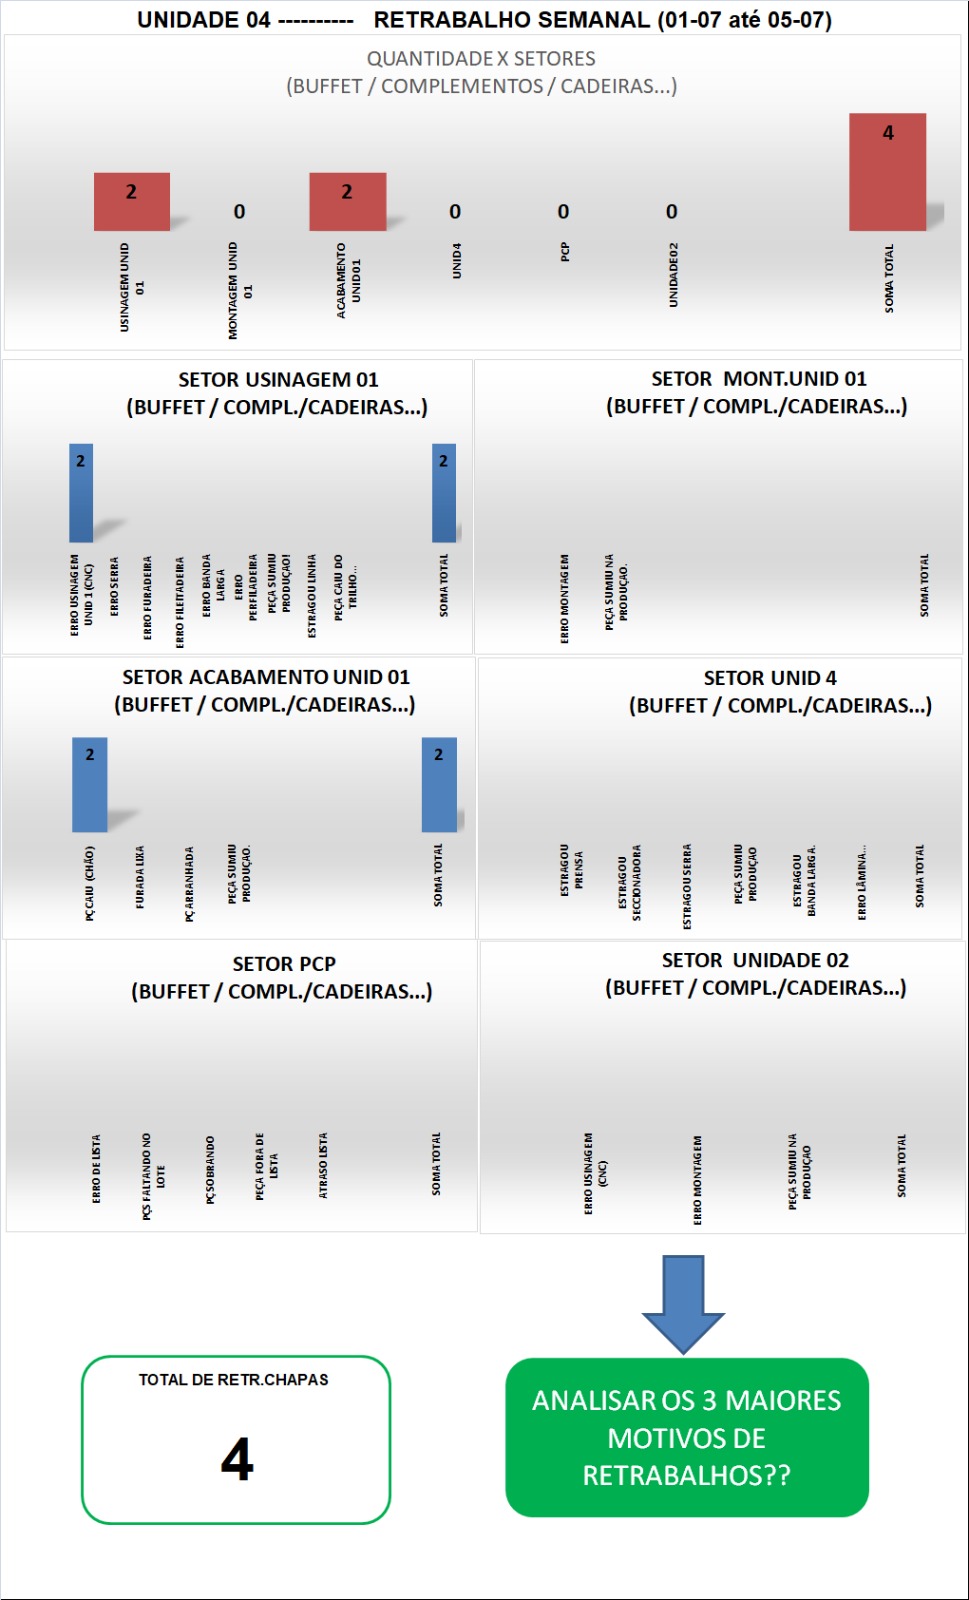 UNIDADE 04 ---------- RETRABALHO SEMANAL (01-07 até 05-07)
QUANTIDADE X SETORES
(BUFFET / COMPLEMENTOS / CADEIRAS...)
2
0
2
0
0
0
4
USINAGEM UNID
01
MONTAGEM UNID
01
ACABAMENTO
UNID01
UNID4
PCP
UNIDADE02
SOMA TOTAL
SETOR USINAGEM 01
(BUFFET / COMPL./CADEIRAS...)
2
2
ERRO USINAGEM
UNID 1 (CNC)
ERRO SERRA
ERRO FURADEIRA
ERRO FILEITADEIRA
ERRO BANDA
LARGA
ERRO
PERFILADEIRA
PEÇA SUMIU
PRODUÇAO!
ESTRAGOU LINHA
PEÇA CAIU DO
TRILHO...
SOMA TOTAL
SETOR MONT.UNID 01
(BUFFET / COMPL./CADEIRAS...)
ERRO MONTAGEM
PEÇA SUMIU NA
PRODUÇAO.
SOMA TOTAL
SETOR ACABAMENTO UNID 01
(BUFFET / COMPL./CADEIRAS...)
2
2
PÇ CAIU (CHÃO)
FURADA LIXA
PÇ ARRANHADA
PEÇA SUMIU
PRODUÇAO.
SOMA TOTAL
SETOR UNID 4
(BUFFET / COMPL./CADEIRAS...)
ESTRAGOU
PRENSA
ESTRAGOU
SECCIONADORA
ESTRAGOU SERRA
PEÇA SUMIU
PRODUÇAO
ESTRAGOU
BANDA LARGA.
ERRO LÂMINA...
SOMA TOTAL
SETOR PCP
(BUFFET / COMPL./CADEIRAS...)
ERRO DE LISTA
PÇS FALTANDO NO
LOTE
PÇ SOBRANDO
PEÇA FORA DE
LISTA
ATRASO LISTA
SOMA TOTAL
SETOR UNIDADE 02
(BUFFET / COMPL./CADEIRAS...)
ERRO USINAGEM
(CNC)
ERRO MONTAGEM
PEÇA SUMIU NA
PRODUÇAO
SOMA TOTAL
TOTAL DE RETR.CHAPAS
4
ANALISAR OS 3 MAIORES
MOTIVOS DE
RETRABALHOS??